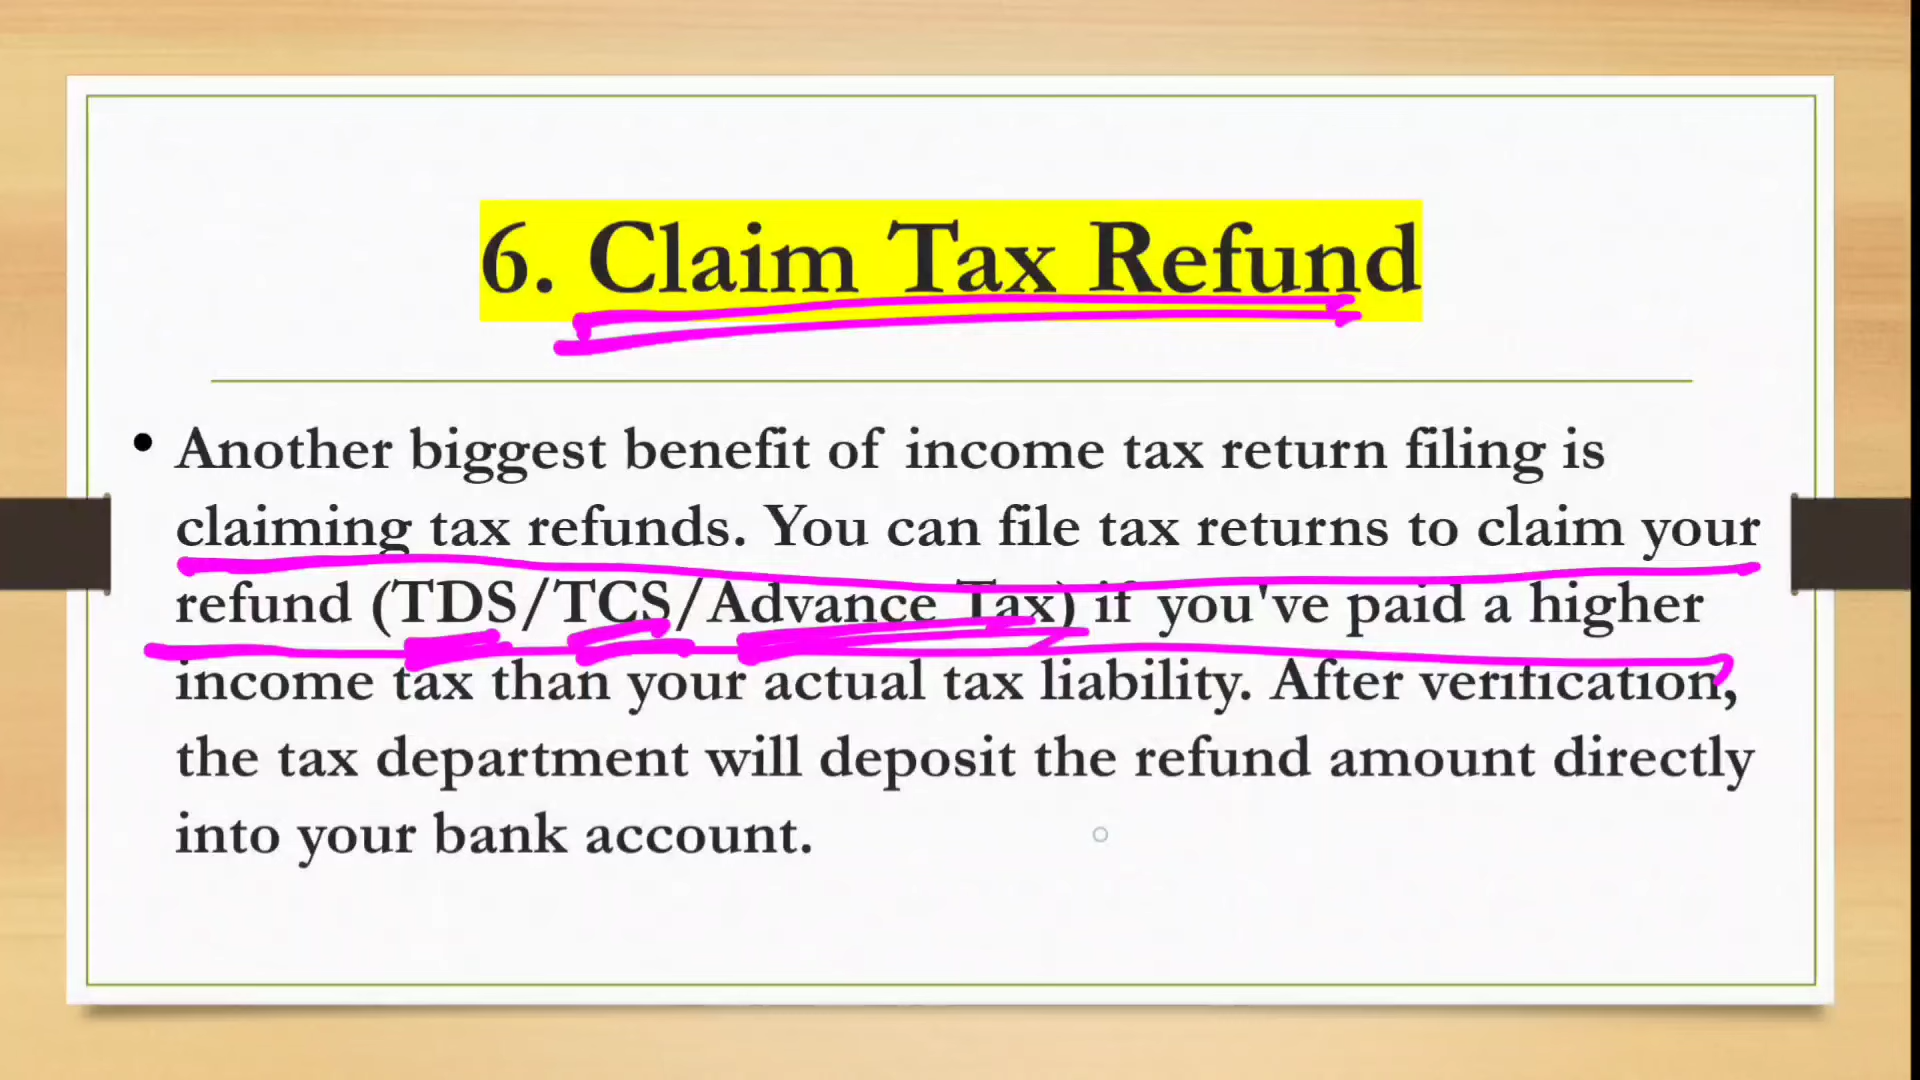 6. Claim Tax Refund
• Another biggest benefit of income tax return filing is
claiming tax refunds. You can file tax returns to claim your
refund (TDS/TCS/Advance Tax) if you've paid a higher
income tax than your actual tax liability. After verification,
the tax department will deposit the refund amount directly
into your bank account.